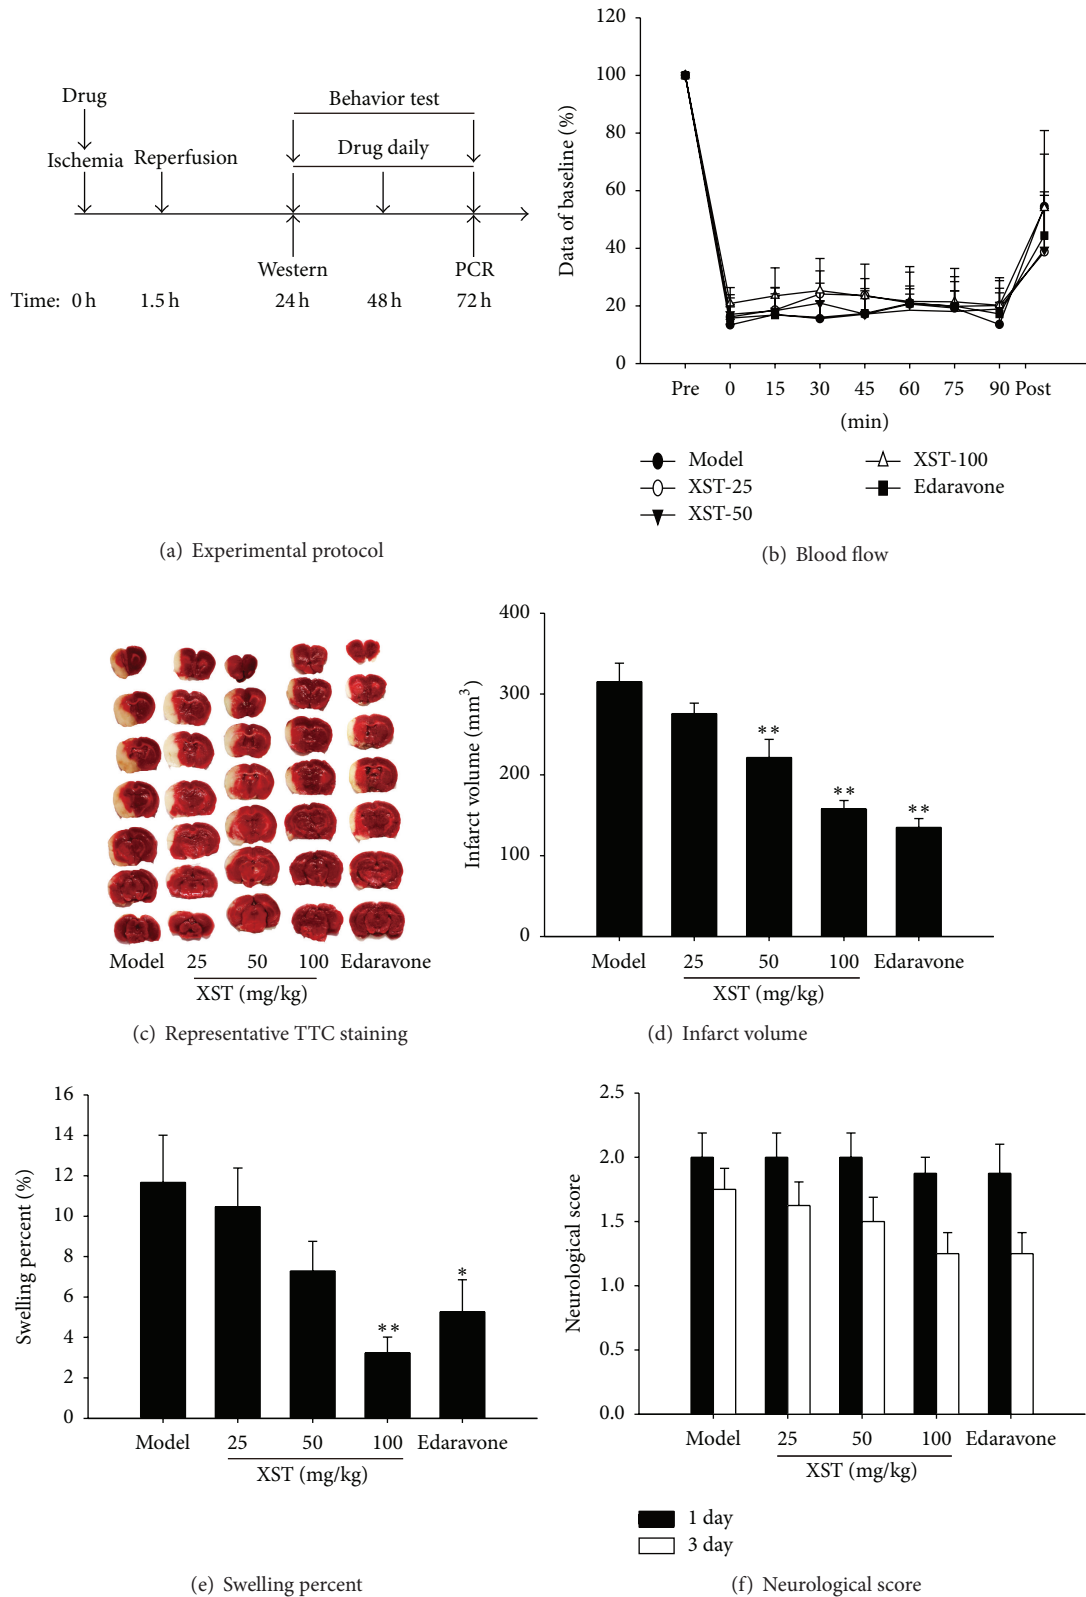 Drug
Behavior test
Drug daily
Ischemia Reperfusion
Western PCR
Time: 0 h 1.5 h 24 h 48 h 72 h
(a) Experimental protocol
Data of baseline (%)
120
100
80
60
40
20
0
Pre 0 15 30 45 60 75 90 Post
(min)
Model XST-100
XST-25 Edaravone
XST-50
(b) Blood flow
Model 25 50 100 Edaravone
XST (mg/kg)
(c) Representative TTC staining
Infarct volume (mm³)
400
300
200
100
0
** ** **
Model 25 50 100 Edaravone
XST (mg/kg)
(d) Infarct volume
Swelling percent (%)
16
14
12
10
8
6
4
2
0
** *
Model 25 50 100 Edaravone
XST (mg/kg)
(e) Swelling percent
Neurological score
2.5
2.0
1.5
1.0
0.5
0.0
Model 25 50 100 Edaravone
XST (mg/kg)
1 day
3 day
(f) Neurological score